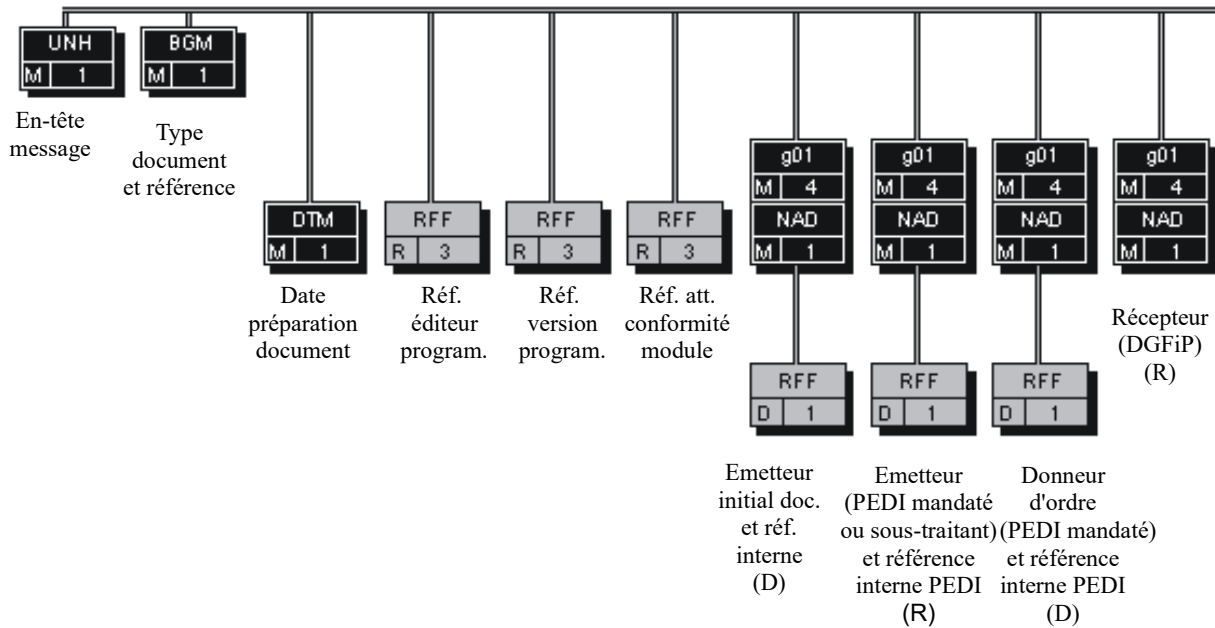 UNH
M 1
En-tête
message
BGM
M 1
Type
document
et référence
DTM
M 1
Date
préparation
document
RFF
R 3
Réf.
éditeur
program.
RFF
R 3
Réf.
version
program.
RFF
R 3
Réf. att.
conformité
module
g01
M 4
NAD
M 1
RFF
D 1
Emetteur
initial doc.
et réf.
interne
(D)
g01
M 4
NAD
M 1
RFF
D 1
Emetteur
(PEDI mandaté
ou sous-traitant)
et référence
interne PEDI
(R)
g01
M 4
NAD
M 1
RFF
D 1
Donneur
d'ordre
(PEDI mandaté)
et référence
interne PEDI
(D)
g01
M 4
NAD
M 1
Récepteur
(DGFiP)
(R)